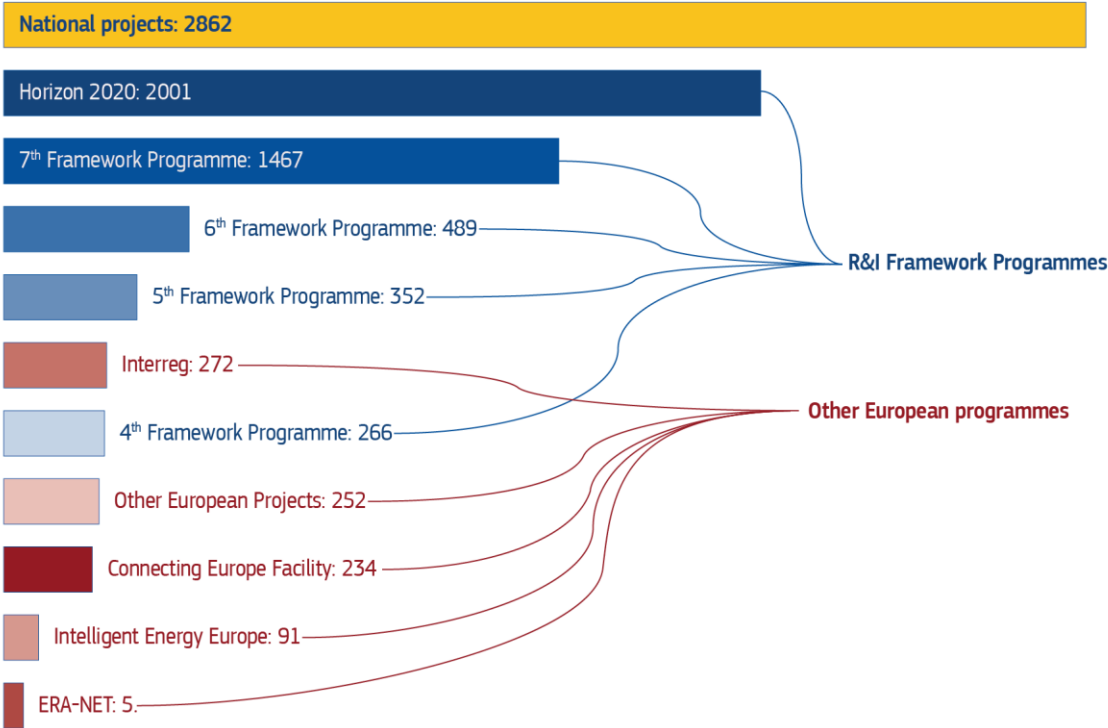 National projects: 2862
Horizon 2020: 2001
7th Framework Programme: 1467
6th Framework Programme: 489
R&I Framework Programmes
5th Framework Programme: 352
Interreg: 272
Other European programmes
4th Framework Programme: 266
Other European Projects: 252
Connecting Europe Facility: 234
Intelligent Energy Europe: 91
ERA-NET: 5.